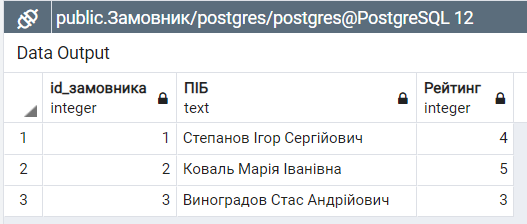 public.Замовник/postgres/postgres@PostgreSQL 12
Data Output
id_замовника ПІБ Рейтинг
integer text integer
1 1 Степанов Ігор Сергійович 4
2 2 Коваль Марія Іванівна 5
3 3 Виноградов Стас Андрійович 3